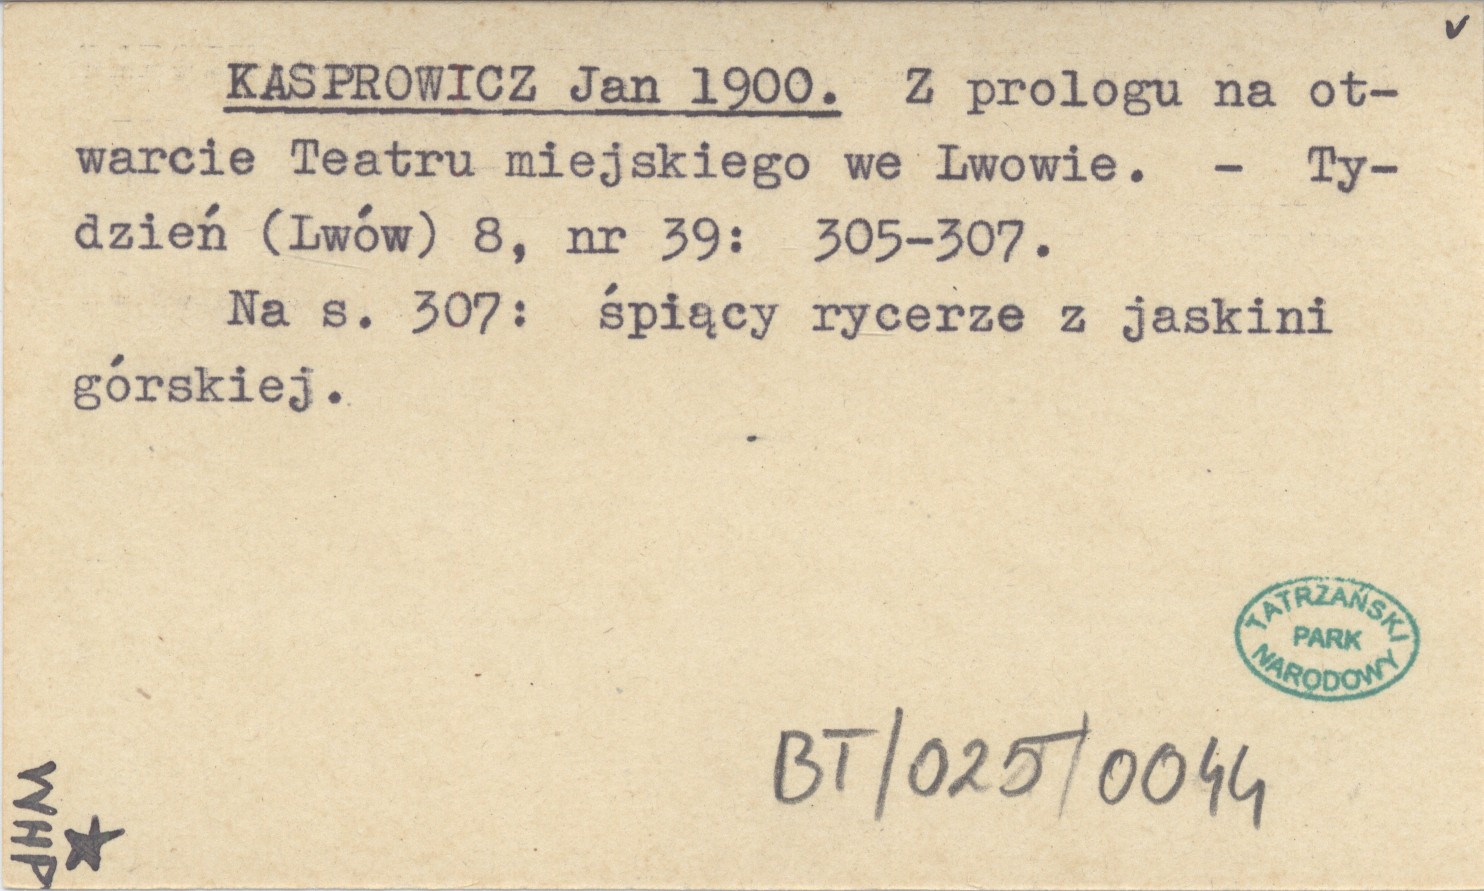 KASPROWICZ Jan 1900. Z prologu na ot-
warcie Teatru miejskiego we Lwowie. - Ty-
dzień (Lwów) 8, nr 39: 305-307.
Na s. 307: śpiący rycerze z jaskini
górskiej.
TATRZAŃSKI
PARK
NARODOWY
BT/025/0044
WHP